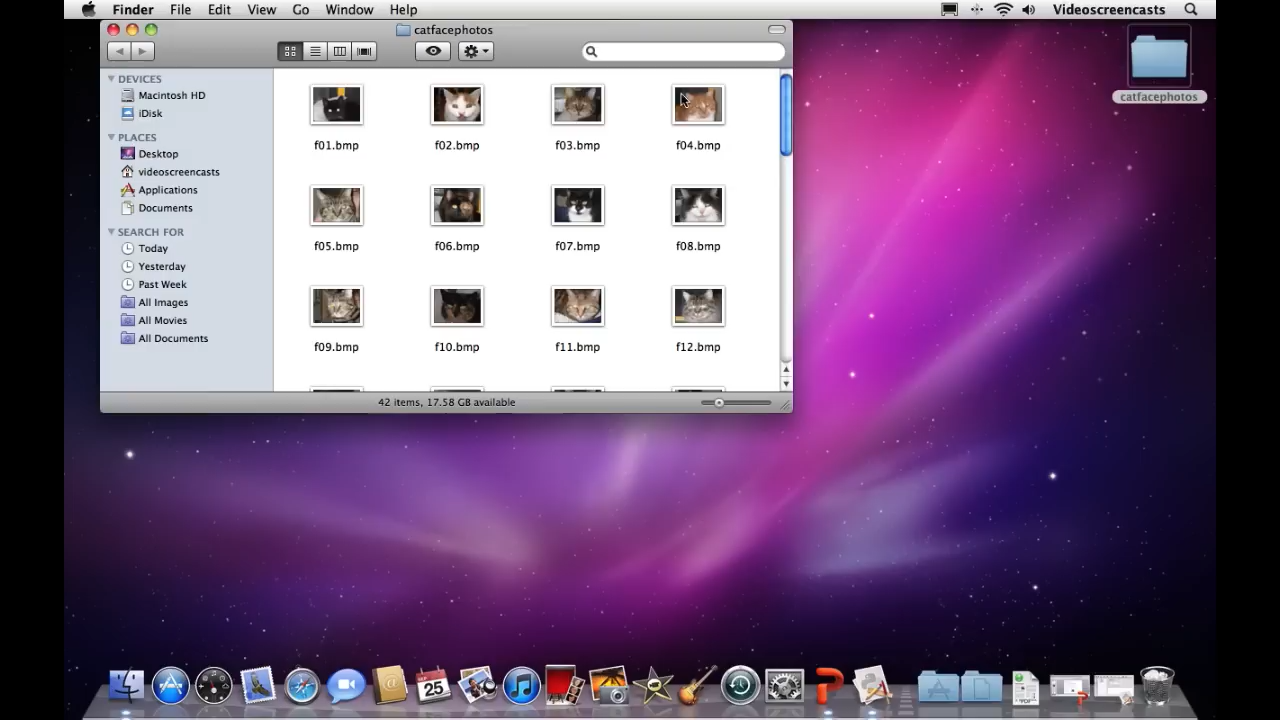 Finder File Edit View Go Window Help Videoscreencasts
catfacephotos
DEVICES
Macintosh HD
iDisk
PLACES
Desktop
videoscreencasts
Applications
Documents
SEARCH FOR
Today
Yesterday
Past Week
All Images
All Movies
All Documents
f01.bmp f02.bmp f03.bmp f04.bmp
f05.bmp f06.bmp f07.bmp f08.bmp
f09.bmp f10.bmp f11.bmp f12.bmp
42 items, 17.58 GB available
catfacephotos
25